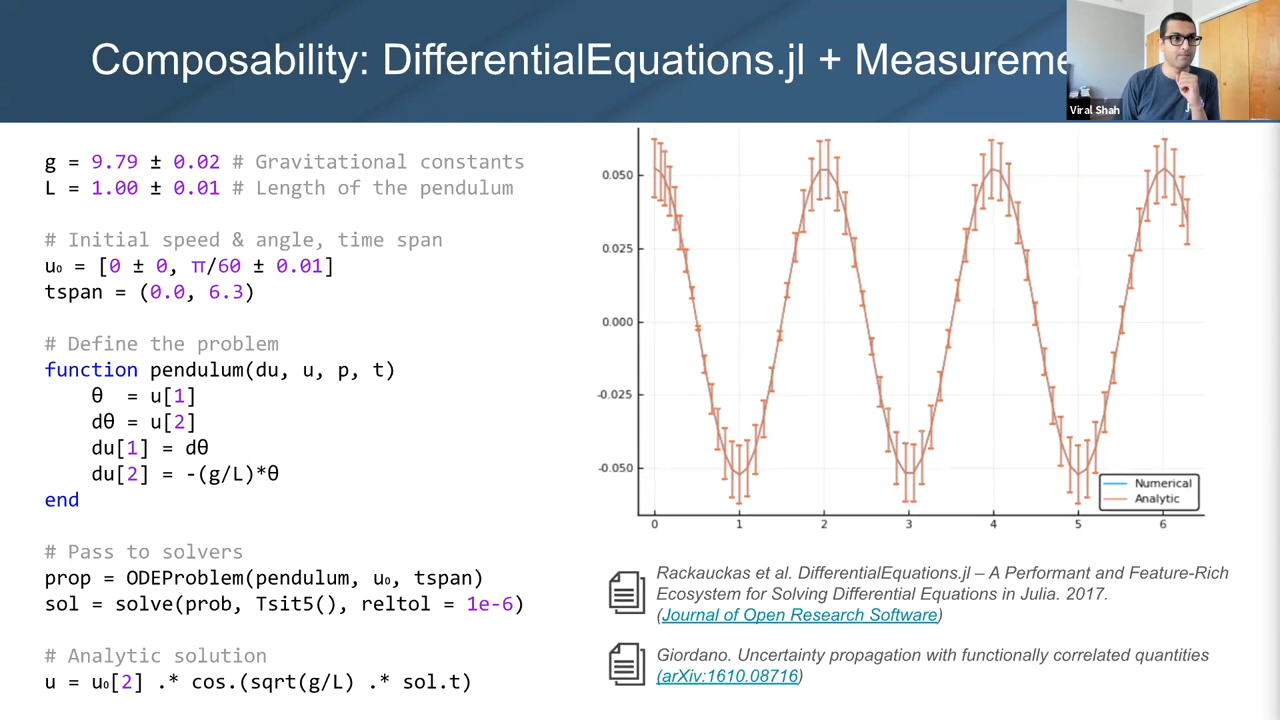 Composability: DifferentialEquations.jl + Measureme
Viral Shah
g = 9.79 ± 0.02 # Gravitational constants
L = 1.00 ± 0.01 # Length of the pendulum
# Initial speed & angle, time span
u₀ = [0 ± 0, π/60 ± 0.01]
tspan = (0.0, 6.3)
# Define the problem
function pendulum(du, u, p, t)
θ = u[1]
dθ = u[2]
du[1] = dθ
du[2] = -(g/L)*θ
end
# Pass to solvers
prop = ODEProblem(pendulum, u₀, tspan)
sol = solve(prob, Tsit5(), reltol = 1e-6)
# Analytic solution
u = u₀[2] .* cos.(sqrt(g/L) .* sol.t)
0.050
0.025
0.000
-0.025
-0.050
0 1 2 3 4 5 6
Numerical
Analytic
Rackauckas et al. DifferentialEquations.jl – A Performant and Feature-Rich
Ecosystem for Solving Differential Equations in Julia. 2017.
(Journal of Open Research Software)
Giordano. Uncertainty propagation with functionally correlated quantities
(arXiv:1610.08716)